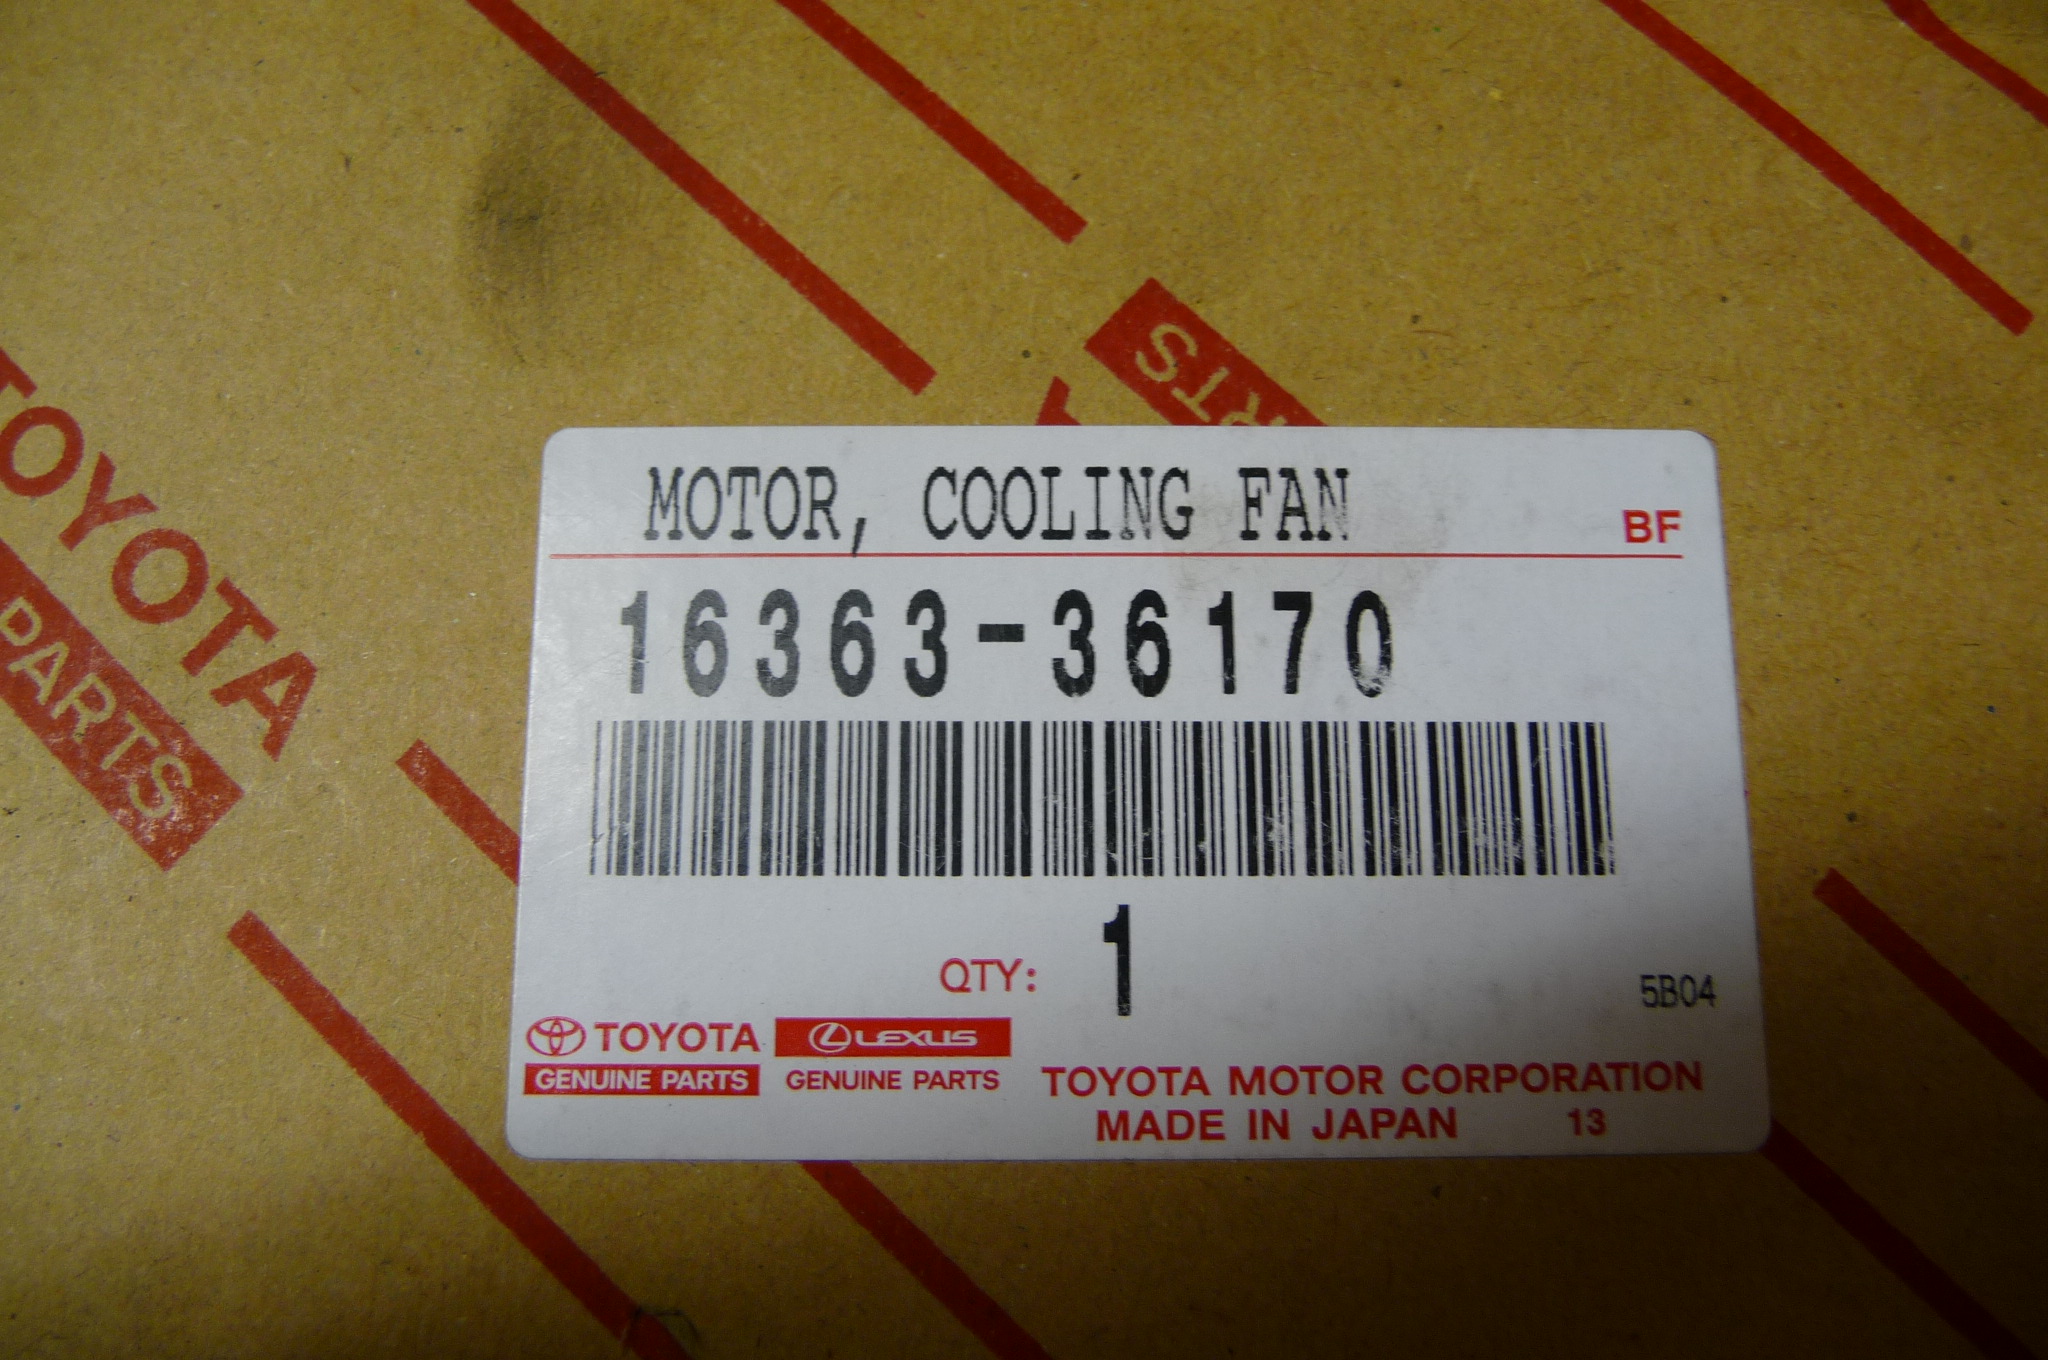 RTS
TOYOTA
PARTS
MOTOR, COOLING FAN
BF
16363-36170
QTY: 1
5B04
TOYOTA
GENUINE PARTS
LEXUS
GENUINE PARTS
TOYOTA MOTOR CORPORATION
MADE IN JAPAN 13